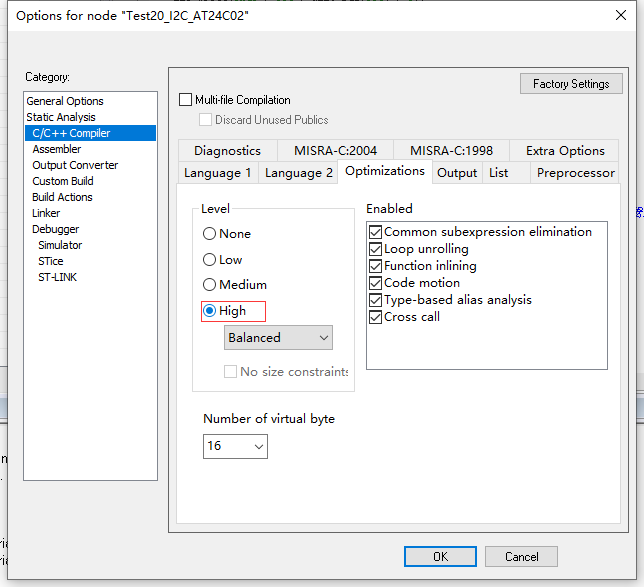 Options for node "Test20_I2C_AT24C02"
Category:
Factory Settings
General Options
Static Analysis
C/C++ Compiler
Assembler
Output Converter
Custom Build
Build Actions
Linker
Debugger
Simulator
STice
ST-LINK
Multi-file Compilation
Discard Unused Publics
Diagnostics MISRA-C:2004 MISRA-C:1998 Extra Options
Language 1 Language 2 Optimizations Output List Preprocessor
Level
None
Low
Medium
High
Balanced
No size constraints
Enabled
Common subexpression elimination
Loop unrolling
Function inlining
Code motion
Type-based alias analysis
Cross call
Number of virtual byte
16
OK Cancel